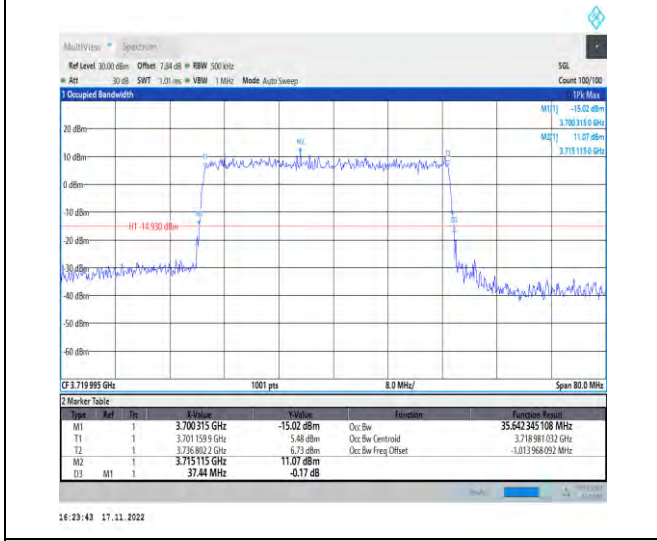 MultiView Spectrum
Ref Level 30.00 dBm Offset 7.84 dB RBW 500 kHz SGL
Att 30 dB SWT 1.01 ms VBW 1 MHz Mode Auto Sweep Count 100/100
1 Occupied Bandwidth 1Pk Max
M1[1] -15.02 dBm
3.700 315 0 GHz
M2[1] 11.07 dBm
3.715 115 0 GHz
20 dBm
M2
T1 T2
10 dBm
0 dBm
-10 dBm
M1
D3
H1 -14.930 dBm
-20 dBm
-30 dBm
-40 dBm
-50 dBm
-60 dBm
CF 3.719 995 GHz 1001 pts 8.0 MHz/ Span 80.0 MHz
2 Marker Table
Type Ref Trc X-Value Y-Value Function Function Result
M1 1 3.700 315 GHz -15.02 dBm Occ Bw 35.642 345 108 MHz
T1 1 3.701 159 9 GHz 5.48 dBm Occ Bw Centroid 3.718 981 032 GHz
T2 1 3.736 802 2 GHz 6.73 dBm Occ Bw Freq Offset -1.013 968 092 MHz
M2 1 3.715 115 GHz 11.07 dBm
D3 M1 1 37.44 MHz -0.17 dB
16:23:43 17.11.2022